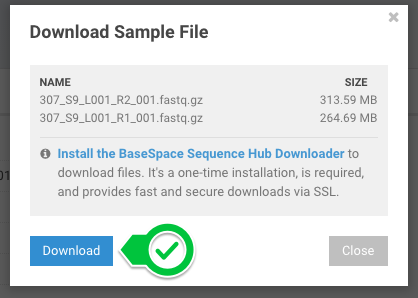 Download Sample File
NAME SIZE
307_S9_L001_R2_001.fastq.gz 313.59 MB
307_S9_L001_R1_001.fastq.gz 264.69 MB
Install the BaseSpace Sequence Hub Downloader to
download files. It's a one-time installation, is required,
and provides fast and secure downloads via SSL.
Download Close